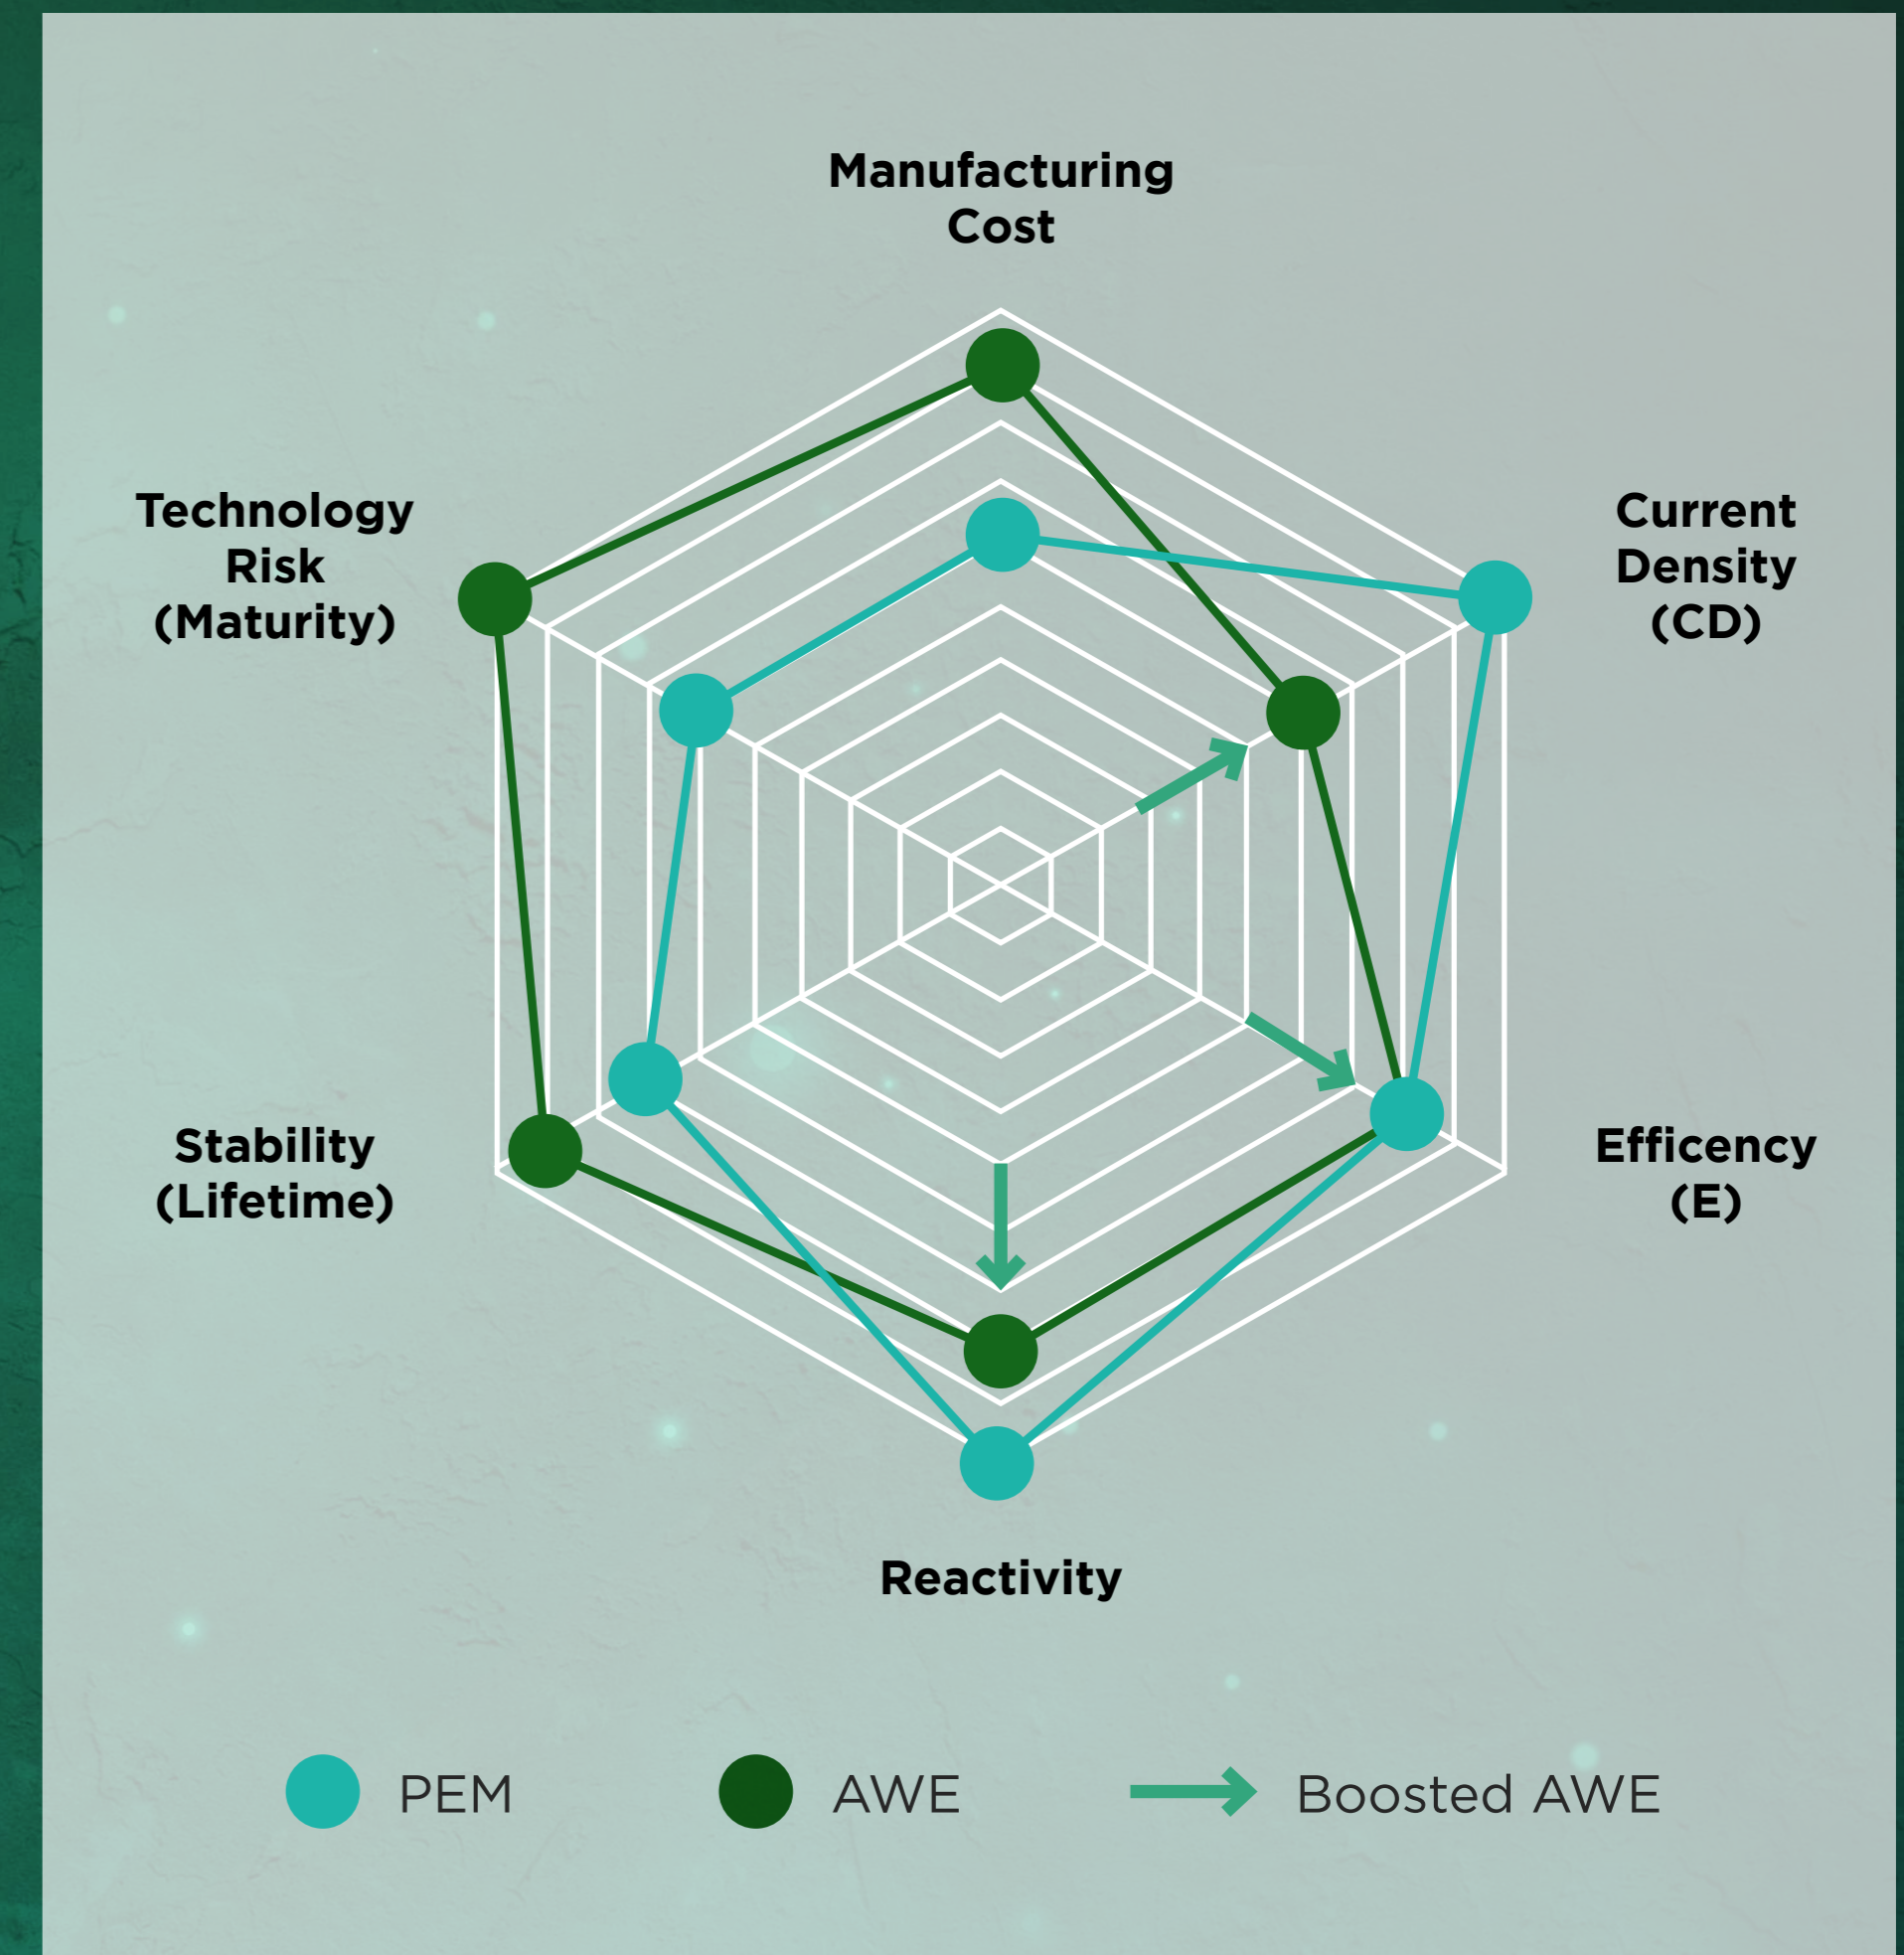 Manufacturing
Cost
Technology
Risk
(Maturity)
Current
Density
(CD)
Stability
(Lifetime)
Efficency
(E)
Reactivity
PEM
AWE
Boosted AWE